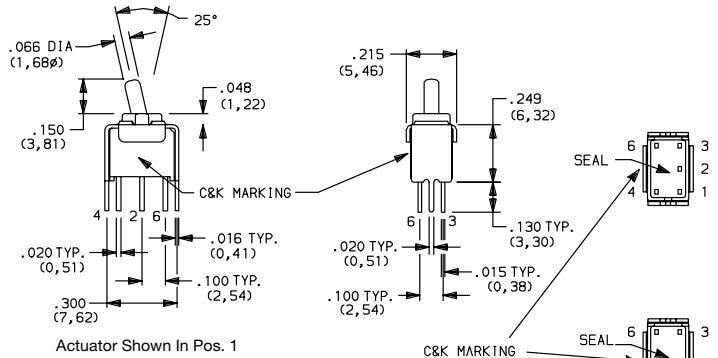 25°
.066 DIA
(1,68ø)
.048
(1,22)
.150
(3,81)
C&K MARKING
4 2 6
.020 TYP.
(0,51)
.016 TYP.
(0,41)
.100 TYP.
(2,54)
.300
(7,62)
Actuator Shown In Pos. 1
.215
(5,46)
.249
(6,32)
6 3
.130 TYP.
(3,30)
.020 TYP.
(0,51)
.015 TYP.
(0,38)
.100 TYP.
(2,54)
6 3
SEAL
2
4 1
SEAL
6 3
C&K MARKING